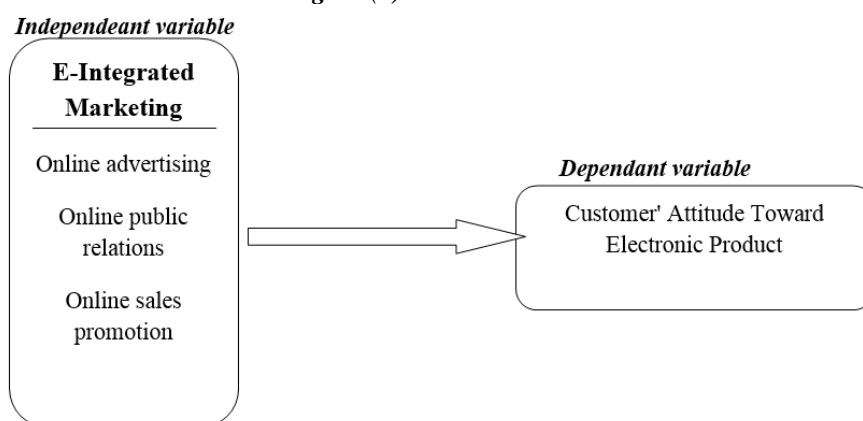 Independeant variable
E-Integrated
Marketing
Online advertising
Online public
relations
Online sales
promotion
Dependant variable
Customer' Attitude Toward
Electronic Product